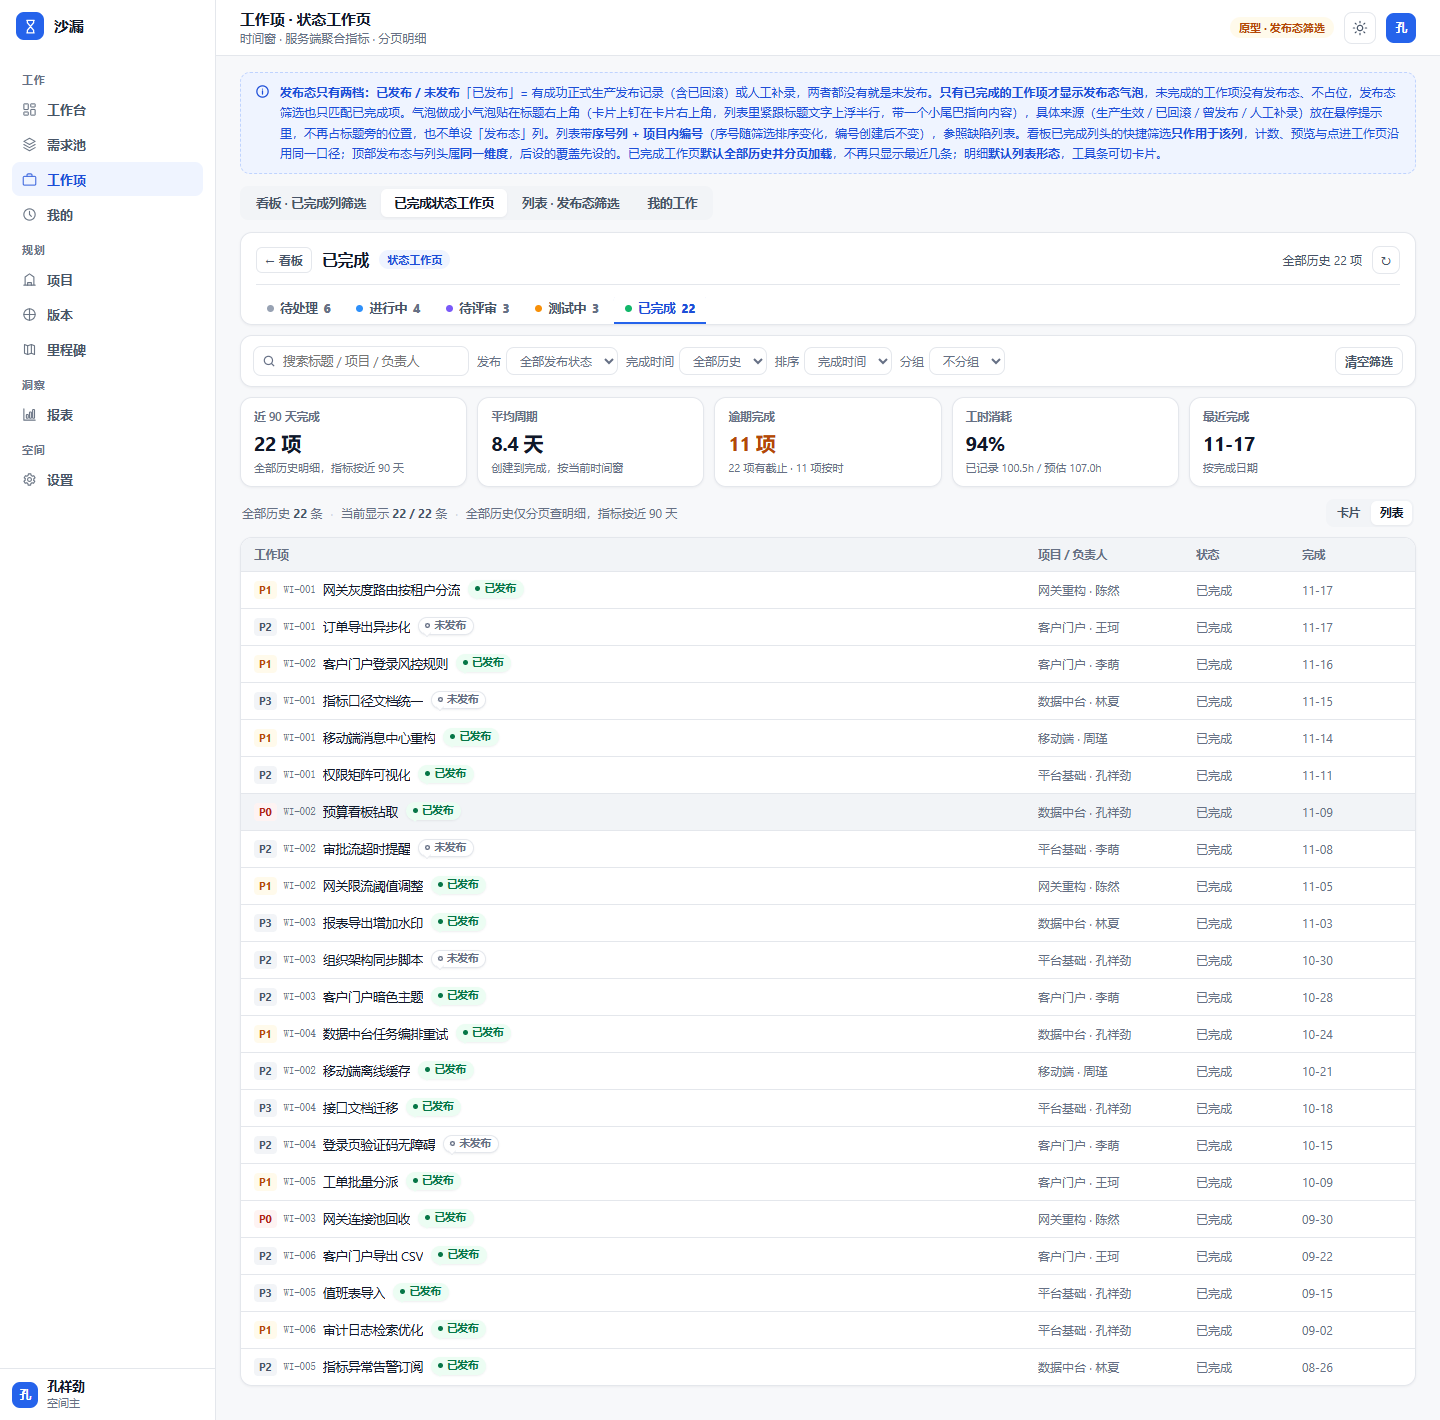 沙漏
工作
工作台
需求池
工作项
我的
规划
项目
版本
里程碑
洞察
报表
空间
设置
孔 孔祥劲
空间主
工作项 · 状态工作页
时间窗 · 服务端聚合指标 · 分页明细
原型 · 发布态筛选
孔
发布态只有两档：已发布 / 未发布「已发布」= 有成功正式生产发布记录（含已回滚）或人工补录，两者都没有就是未发布。只有已完成的工作项才显示发布态气泡，未完成的工作项没有发布态、不占位，发布态
筛选也只匹配已完成项。气泡做成小气泡贴在标题右上角（卡片上钉在卡片右上角，列表里紧跟标题文字上浮半行，带一个小尾巴指向内容），具体来源（生产生效 / 已回滚 / 曾发布 / 人工补录）放在悬停提示
里，不再占标题旁的位置，也不单设「发布态」列。列表带序号列 + 项目内编号（序号随筛选排序变化，编号创建后不变），参照缺陷列表。看板已完成列头的快捷筛选只作用于该列，计数、预览与点进工作页沿
用同一口径；顶部发布态与列头属同一维度，后设的覆盖先设的。已完成工作页默认全部历史并分页加载，不再只显示最近几条；明细默认列表形态，工具条可切卡片。
看板 · 已完成列筛选 已完成状态工作页 列表 · 发布态筛选 我的工作
← 看板 已完成 状态工作页 全部历史 22 项 ↻
待处理 6 进行中 4 待评审 3 测试中 3 已完成 22
搜索标题 / 项目 / 负责人 发布 全部发布状态 完成时间 全部历史 排序 完成时间 分组 不分组 清空筛选
近 90 天完成
22 项
全部历史明细，指标按近 90 天
平均周期
8.4 天
创建到完成，按当前时间窗
逾期完成
11 项
22 项有截止 · 11 项按时
工时消耗
94%
已记录 100.5h / 预估 107.0h
最近完成
11-17
按完成日期
全部历史 22 条 · 当前显示 22 / 22 条 · 全部历史仅分页查明细，指标按近 90 天 卡片 列表
工作项 项目 / 负责人 状态 完成
P1 WI-001 网关灰度路由按租户分流 已发布 网关重构 · 陈然 已完成 11-17
P2 WI-001 订单导出异步化 未发布 客户门户 · 王珂 已完成 11-17
P1 WI-002 客户门户登录风控规则 已发布 客户门户 · 李萌 已完成 11-16
P3 WI-001 指标口径文档统一 未发布 数据中台 · 林夏 已完成 11-15
P1 WI-001 移动端消息中心重构 已发布 移动端 · 周瑾 已完成 11-14
P2 WI-001 权限矩阵可视化 已发布 平台基础 · 孔祥劲 已完成 11-11
P0 WI-002 预算看板钻取 已发布 数据中台 · 孔祥劲 已完成 11-09
P2 WI-002 审批流超时提醒 未发布 平台基础 · 李萌 已完成 11-08
P1 WI-002 网关限流阈值调整 已发布 网关重构 · 陈然 已完成 11-05
P3 WI-003 报表导出增加水印 已发布 数据中台 · 林夏 已完成 11-03
P2 WI-003 组织架构同步脚本 未发布 平台基础 · 孔祥劲 已完成 10-30
P2 WI-003 客户门户暗色主题 已发布 客户门户 · 李萌 已完成 10-28
P1 WI-004 数据中台任务编排重试 已发布 数据中台 · 孔祥劲 已完成 10-24
P2 WI-002 移动端离线缓存 已发布 移动端 · 周瑾 已完成 10-21
P3 WI-004 接口文档迁移 已发布 平台基础 · 孔祥劲 已完成 10-18
P2 WI-004 登录页验证码无障碍 未发布 客户门户 · 李萌 已完成 10-15
P1 WI-005 工单批量分派 已发布 客户门户 · 王珂 已完成 10-09
P0 WI-003 网关连接池回收 已发布 网关重构 · 陈然 已完成 09-30
P2 WI-006 客户门户导出 CSV 已发布 客户门户 · 王珂 已完成 09-22
P3 WI-005 值班表导入 已发布 平台基础 · 孔祥劲 已完成 09-15
P1 WI-006 审计日志检索优化 已发布 平台基础 · 孔祥劲 已完成 09-02
P2 WI-005 指标异常告警订阅 已发布 数据中台 · 林夏 已完成 08-26